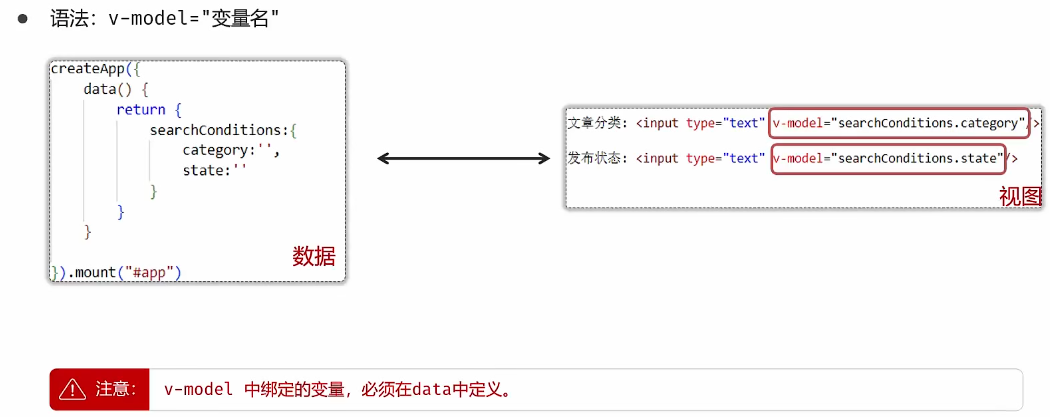 ● 语法：v-model="变量名"
createApp({
data() {
return {
searchConditions:{
category:'',
state:''
}
}
}
}).mount("#app")
数据
文章分类：<input type="text" v-model="searchConditions.category"/>
发布状态：<input type="text" v-model="searchConditions.state"/>
视图
注意：
v-model 中绑定的变量，必须在data中定义。